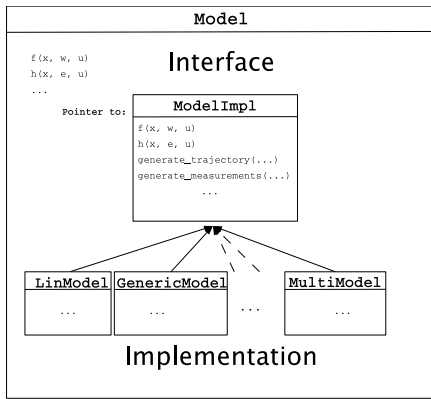 Model
Interface
f(x, w, u)
h(x, e, u)
...
Pointer to:
ModelImpl
f(x, w, u)
h(x, e, u)
generate_trajectory(...)
generate_measurements(...)
...
LinModel
GenericModel
MultiModel
...
...
...
...
Implementation